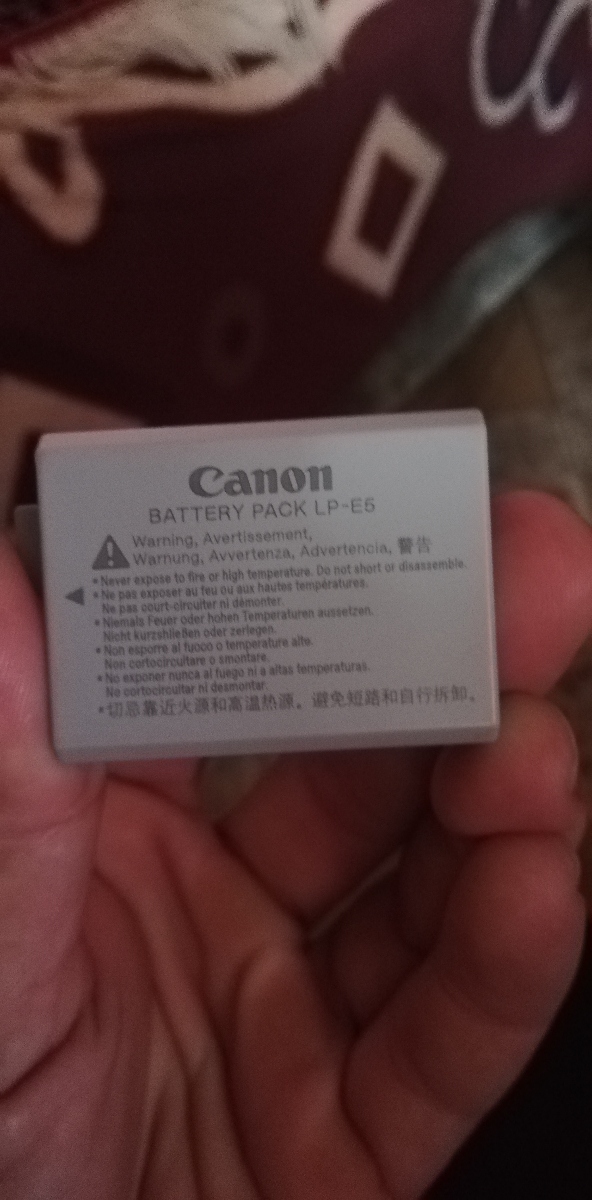 Canon
BATTERY PACK LP-E5
Warning, Avertissement,
Warnung, Avvertenza, Advertencia, 警告
• Never expose to fire or high temperature. Do not short or disassemble.
• Ne pas exposer au feu ou aux hautes températures.
Ne pas court-circuiter ni démonter.
• Niemals Feuer oder hohen Temperaturen aussetzen.
Nicht kurzshließen oder zerlegen.
• Non esporre al fuoco o temperature alte.
Non cortocircuitare o smontare.
• No exponer nunca al fuego ni a altas temperaturas.
No cortocircuitar ni desmontar.
• 切忌靠近火源和高温热源。避免短路和自行拆卸。